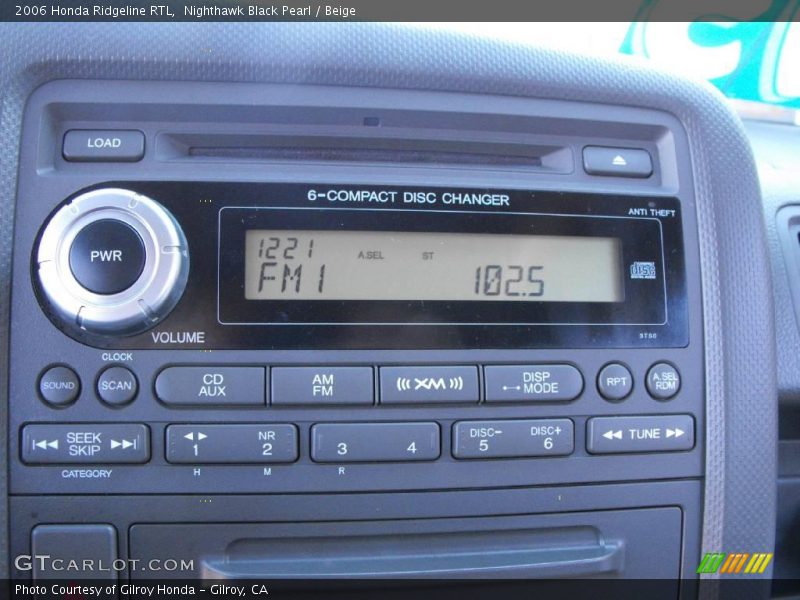 2006 Honda Ridgeline RTL, Nighthawk Black Pearl / Beige
LOAD
6-COMPACT DISC CHANGER
ANTI THEFT
PWR
1221
A.SEL
ST
FM1
102.5
VOLUME
3TS0
CLOCK
SOUND
SCAN
CD
AUX
AM
FM
XM
DISP
MODE
RPT
A.SEL
RDM
SEEK
SKIP
1
NR
2
3
4
DISC-
5
DISC+
6
TUNE
CATEGORY
H
M
R
GTCARLOT.COM
Photo Courtesy of Gilroy Honda - Gilroy, CA